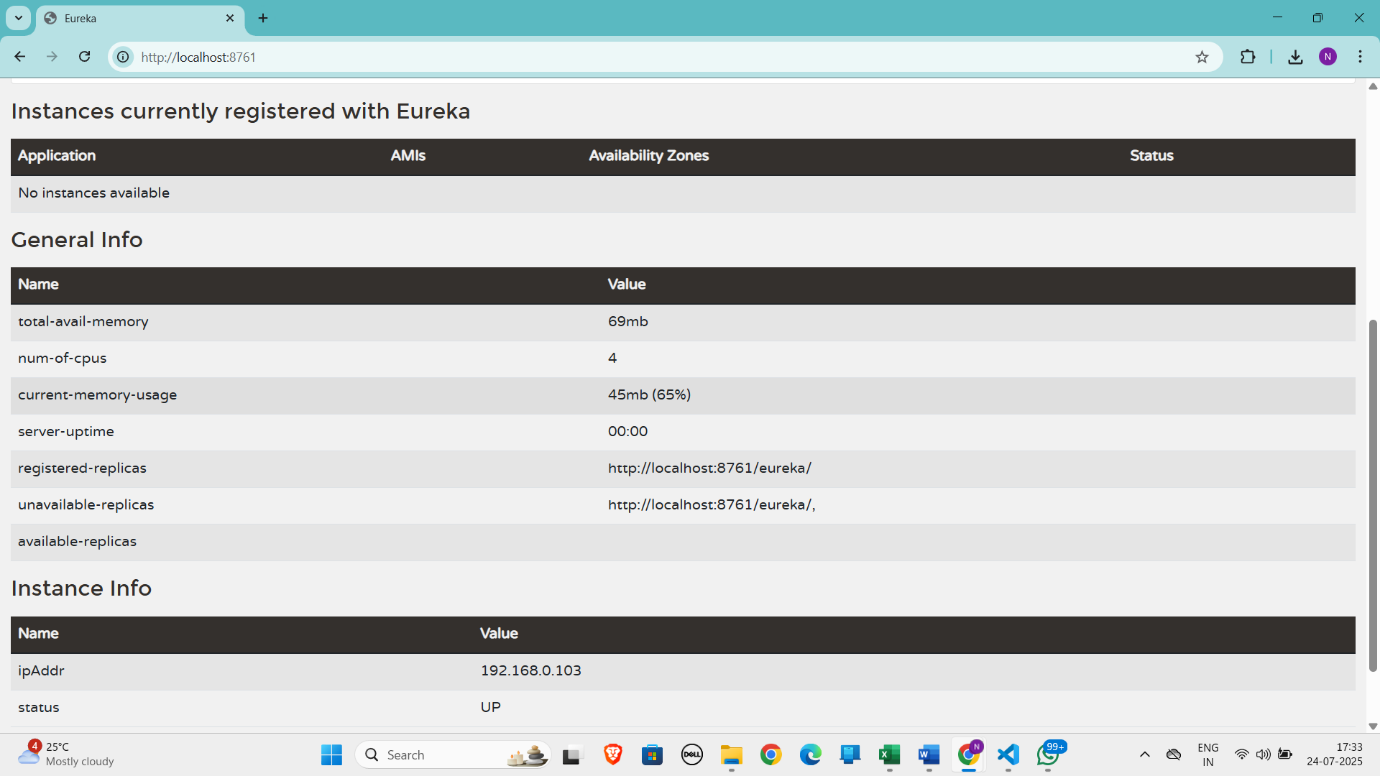 Eureka
http://localhost:8761
N
Instances currently registered with Eureka
Application AMIs Availability Zones Status
No instances available
General Info
Name Value
total-avail-memory 69mb
num-of-cpus 4
current-memory-usage 45mb (65%)
server-uptime 00:00
registered-replicas http://localhost:8761/eureka/
unavailable-replicas http://localhost:8761/eureka/,
available-replicas
Instance Info
Name Value
ipAddr 192.168.0.103
status UP
4
25°C
Mostly cloudy
Search
DELL
X
W
N
99+
ENG
IN
17:33
24-07-2025